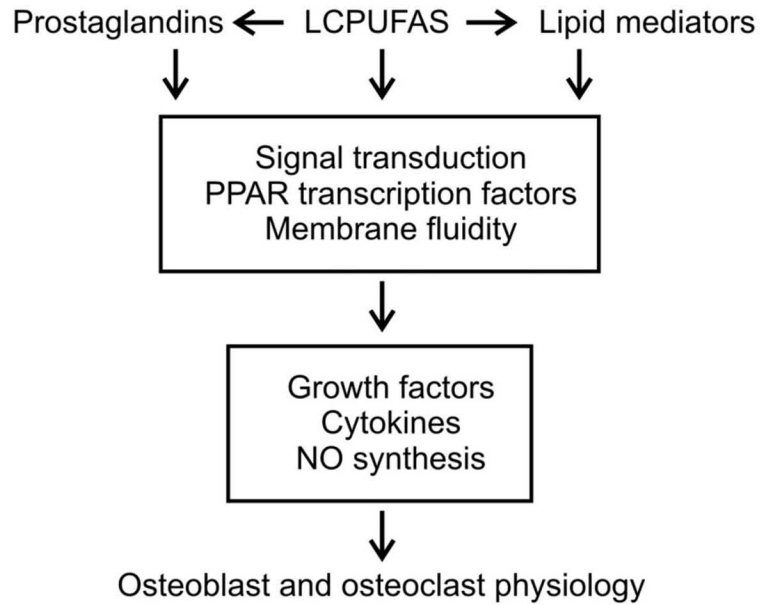 Prostaglandins LCPUFAS Lipid mediators
Signal transduction
PPAR transcription factors
Membrane fluidity
Growth factors
Cytokines
NO synthesis
Osteoblast and osteoclast physiology